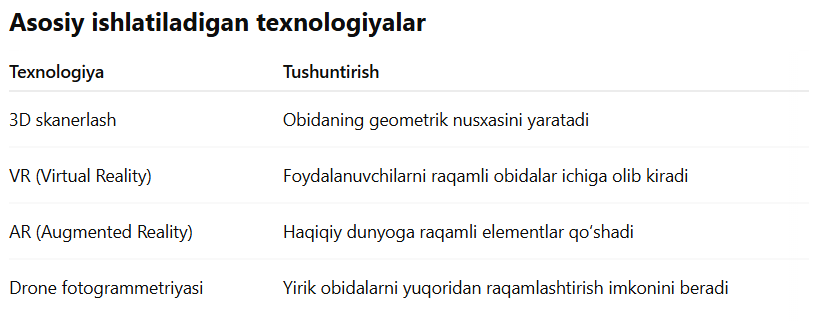 Asosiy ishlatiladigan texnologiyalar
Texnologiya Tushuntirish
3D skanerlash Obidaning geometrik nusxasini yaratadi
VR (Virtual Reality) Foydalanuvchilarni raqamli obidalar ichiga olib kiradi
AR (Augmented Reality) Haqiqiy dunyoga raqamli elementlar qo‘shadi
Drone fotogrammetriyasi Yirik obidalarni yuqoridan raqamlashtirish imkonini beradi